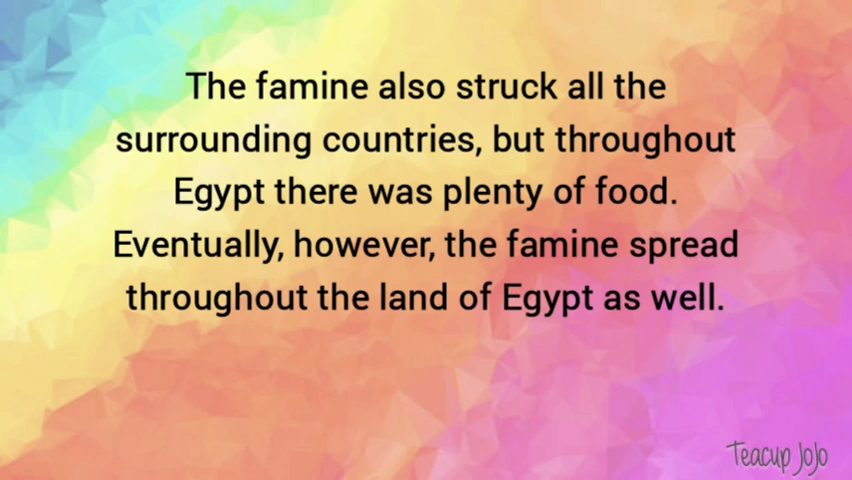 The famine also struck all the
surrounding countries, but throughout
Egypt there was plenty of food.
Eventually, however, the famine spread
throughout the land of Egypt as well.
Teacup JoJo